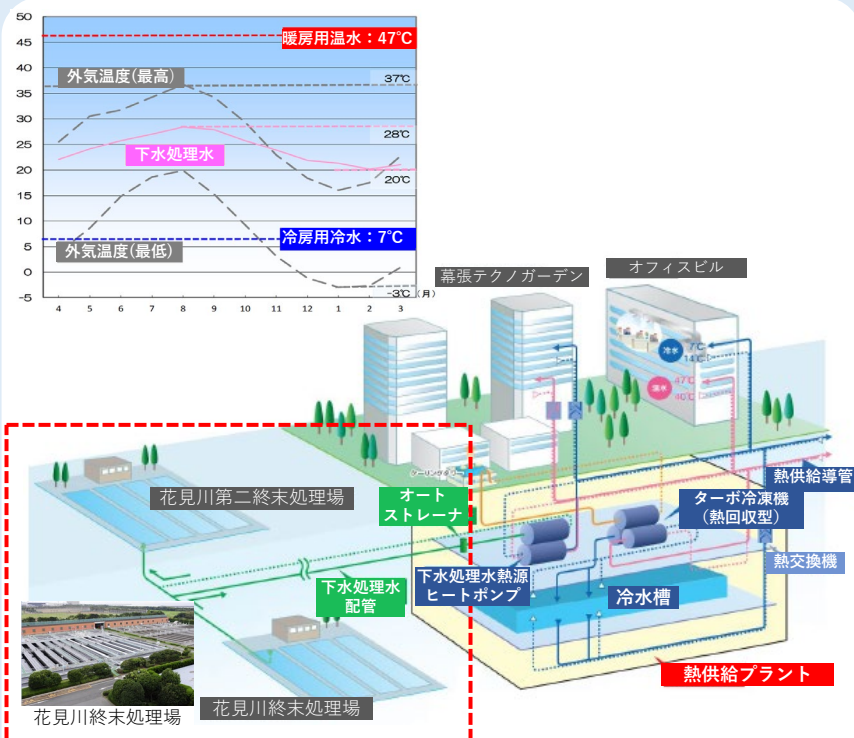 50
45
40
35
30
25
20
15
10
5
0
-5
暖房用温水：47℃
外気温度(最高)
37℃
28℃
下水処理水
20℃
冷房用冷水：7℃
外気温度(最低)
-3℃
(月)
4 5 6 7 8 9 10 11 12 1 2 3
幕張テクノガーデン
オフィスビル
冷水
7℃
14℃
温水
47℃
40℃
クーリングタワー
熱供給導管
花見川第二終末処理場
オート
ストレーナ
ターボ冷凍機
（熱回収型）
熱交換機
下水処理水
配管
下水処理水熱源
ヒートポンプ
冷水槽
熱供給プラント
花見川終末処理場
花見川終末処理場